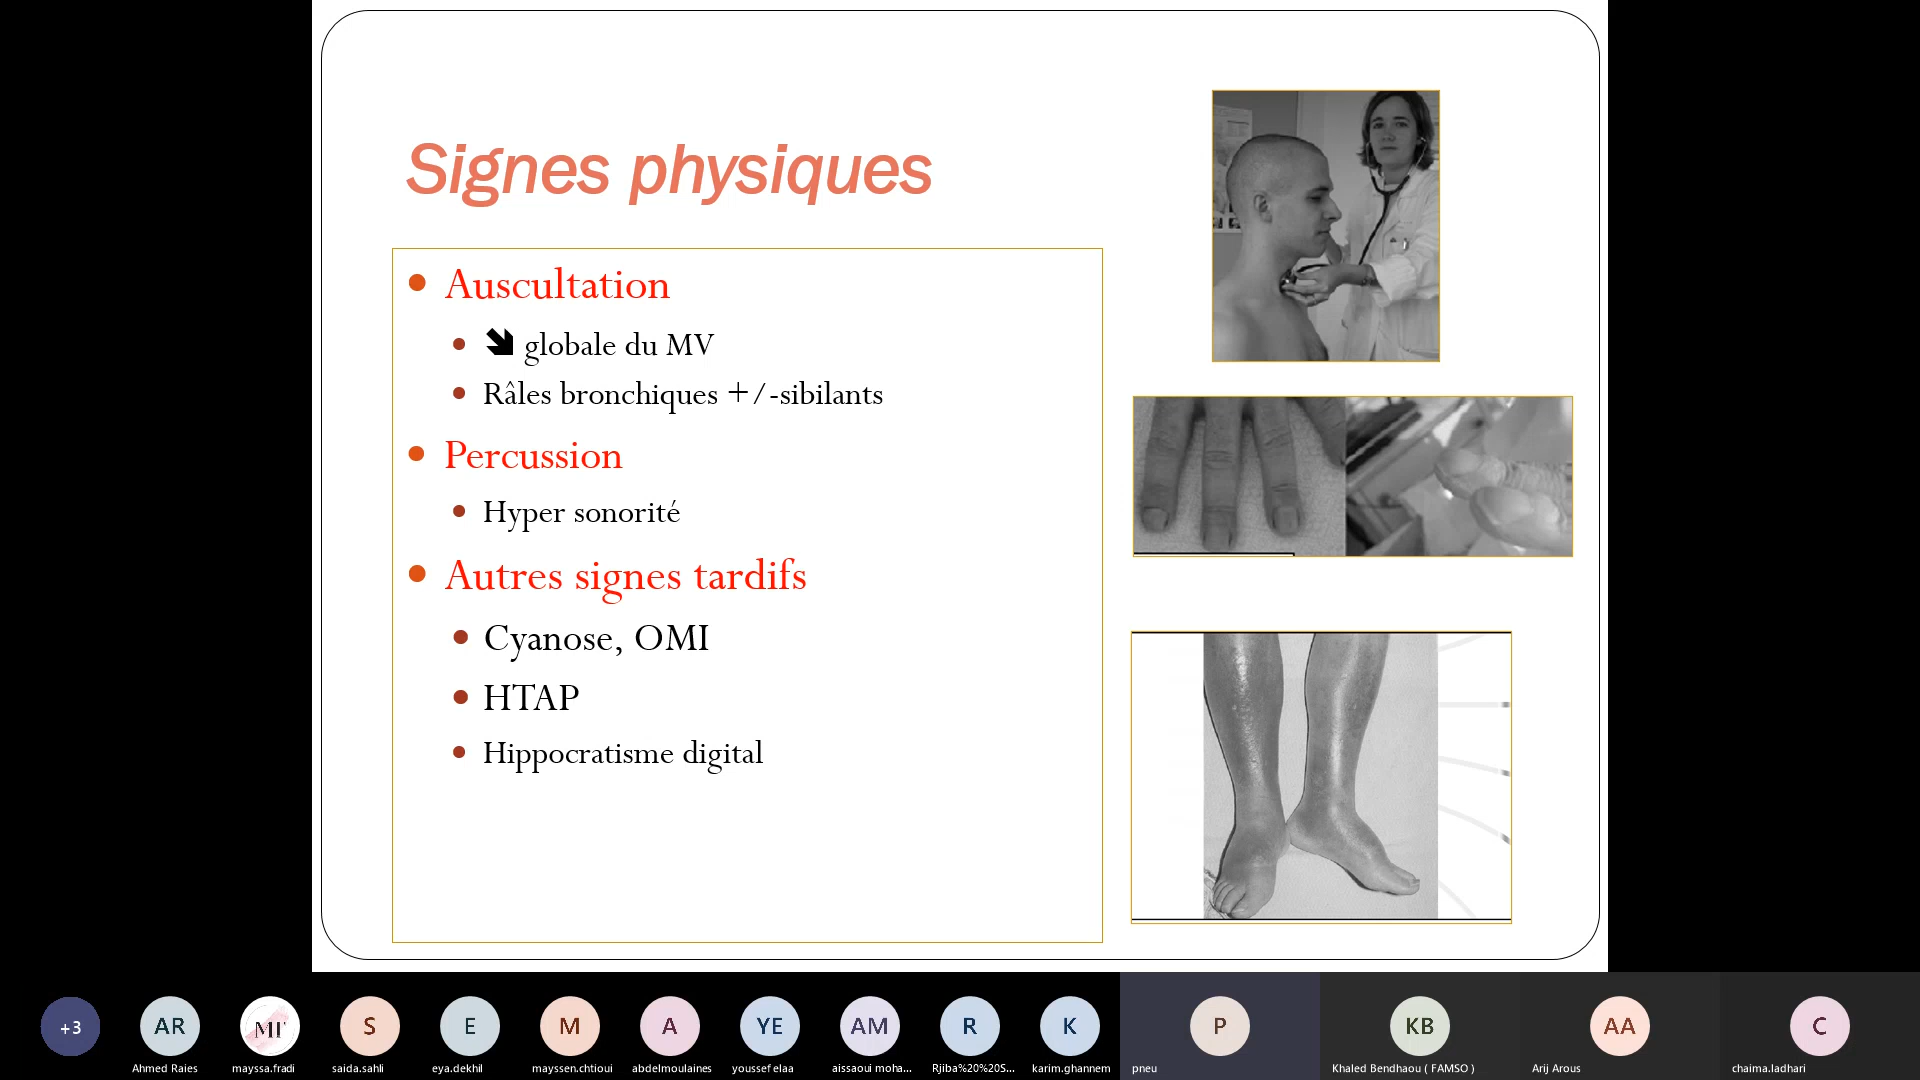 Signes physiques
Auscultation
globale du MV
Râles bronchiques +/-sibilants
Percussion
Hyper sonorité
Autres signes tardifs
Cyanose, OMI
HTAP
Hippocratisme digital
+3
AR
MF
S
E
M
A
YE
AM
R
K
P
KB
AA
C
Ahmed Raies
mayssa.fradi
saida.sahli
eya.dekhil
mayssen.chtioui
abdelmoulaines
youssef elaa
aissaoui moha...
Rjiba%20%20S...
karim.ghannem
pneu
Khaled Bendhaou ( FAMSO )
Arij Arous
chaima.ladhari